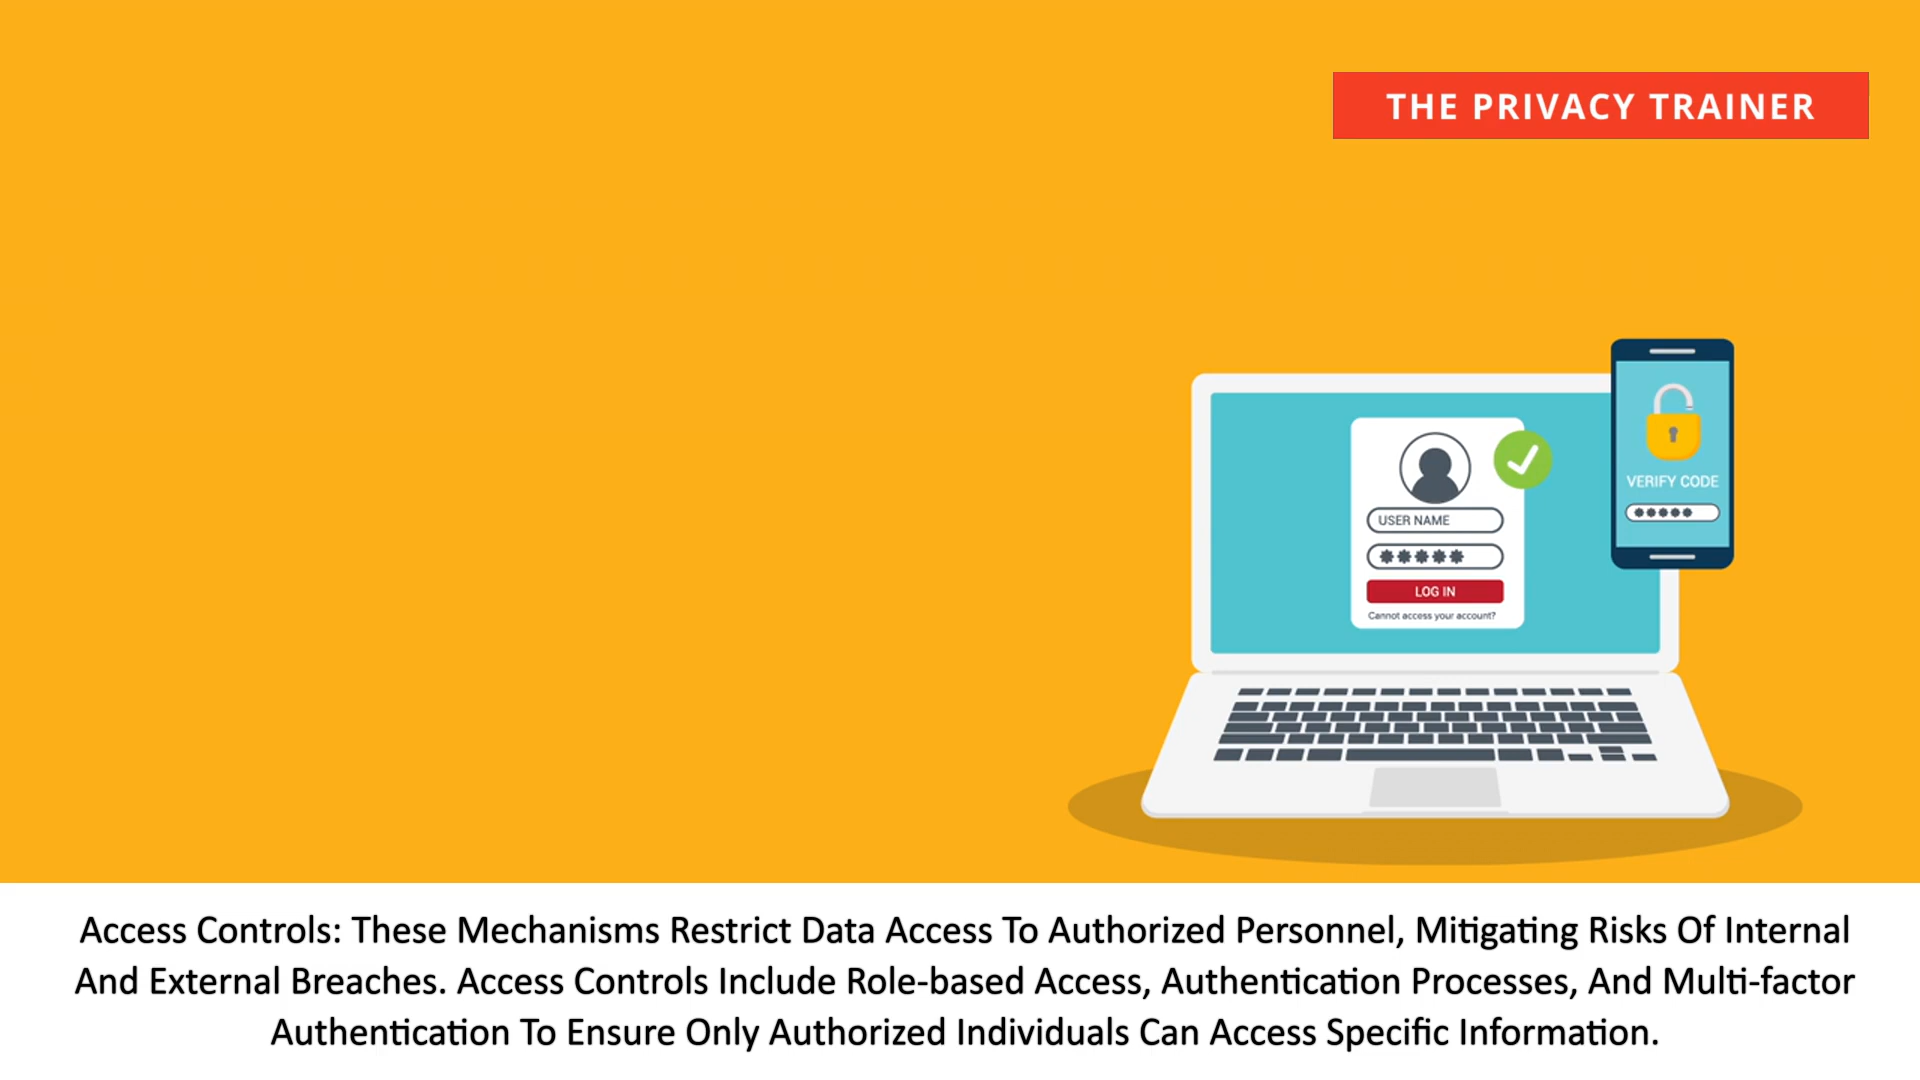 THE PRIVACY TRAINER
VERIFY CODE
USER NAME
LOG IN
Cannot access your account?
Access Controls: These Mechanisms Restrict Data Access To Authorized Personnel, Mitigating Risks Of Internal
And External Breaches. Access Controls Include Role-based Access, Authentication Processes, And Multi-factor
Authentication To Ensure Only Authorized Individuals Can Access Specific Information.